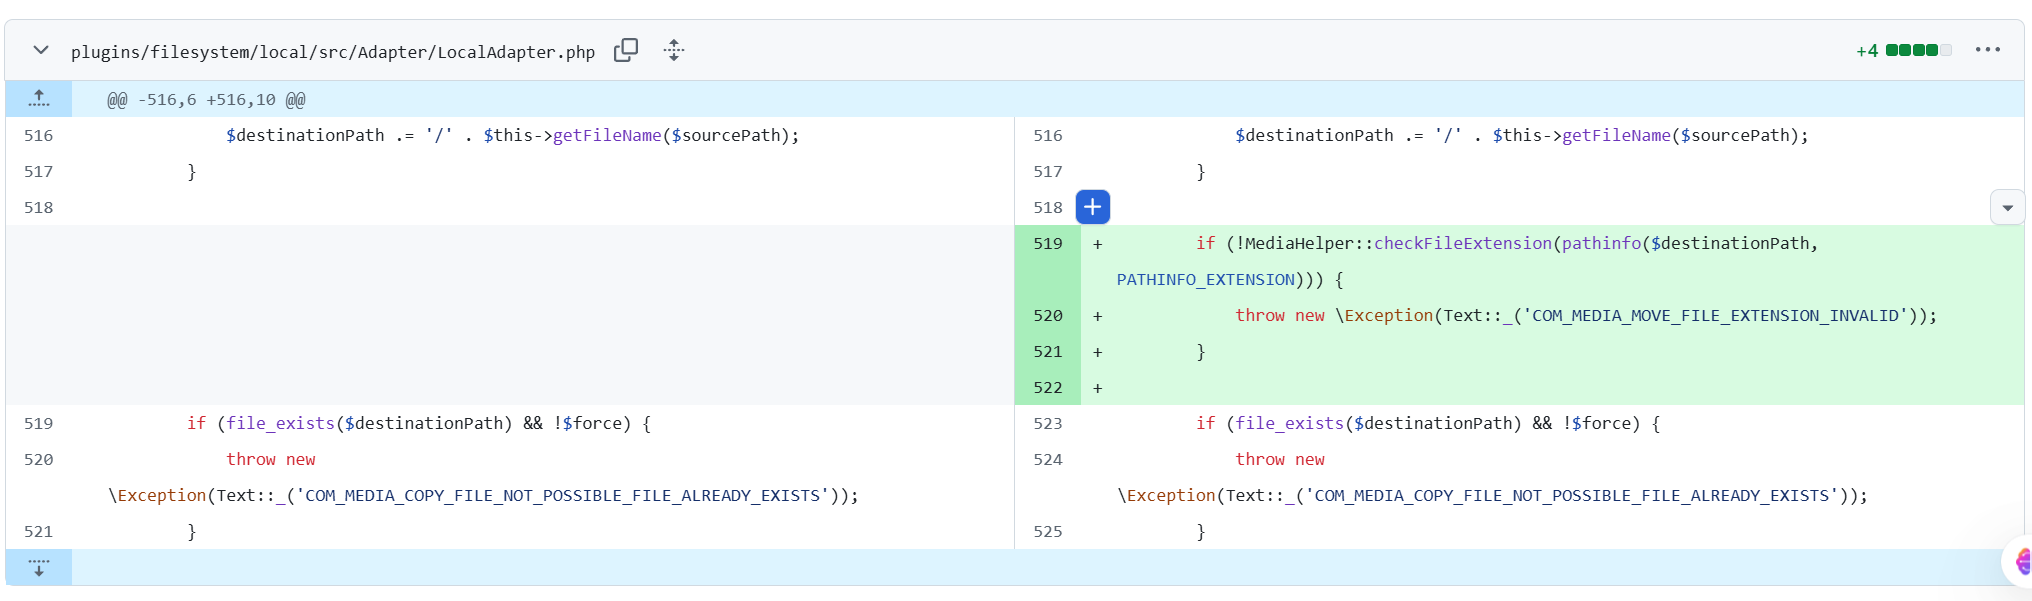 plugins/filesystem/local/src/Adapter/LocalAdapter.php +4
@@ -516,6 +516,10 @@
516 $destinationPath .= '/' . $this->getFileName($sourcePath);
517 }
518
519 if (file_exists($destinationPath) && !$force) {
520 throw new
\Exception(Text::_('COM_MEDIA_COPY_FILE_NOT_POSSIBLE_FILE_ALREADY_EXISTS'));
521 }
516 $destinationPath .= '/' . $this->getFileName($sourcePath);
517 }
518
519 + if (!MediaHelper::checkFileExtension(pathinfo($destinationPath,
PATHINFO_EXTENSION))) {
520 + throw new \Exception(Text::_('COM_MEDIA_MOVE_FILE_EXTENSION_INVALID'));
521 + }
522 +
523 if (file_exists($destinationPath) && !$force) {
524 throw new
\Exception(Text::_('COM_MEDIA_COPY_FILE_NOT_POSSIBLE_FILE_ALREADY_EXISTS'));
525 }